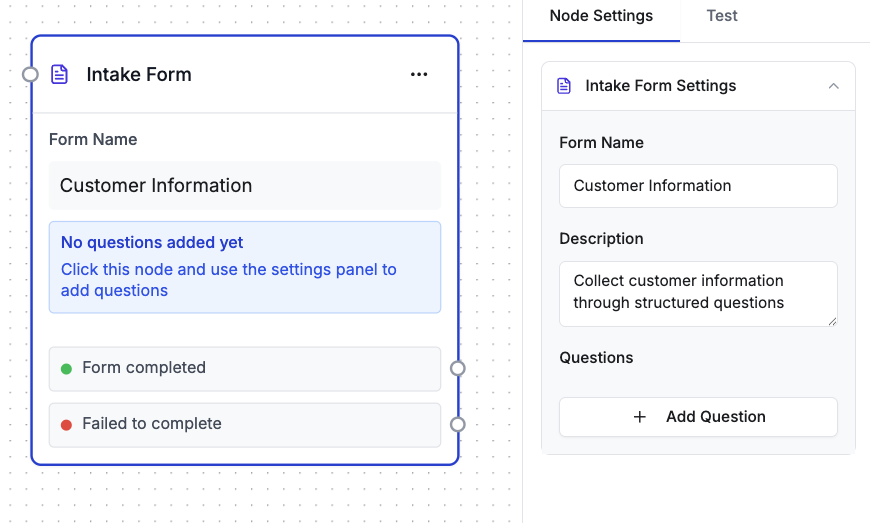 Intake Form
Form Name
Customer Information
No questions added yet
Click this node and use the settings panel to
add questions
Form completed
Failed to complete
Node Settings
Test
Intake Form Settings
Form Name
Customer Information
Description
Collect customer information
through structured questions
Questions
Add Question